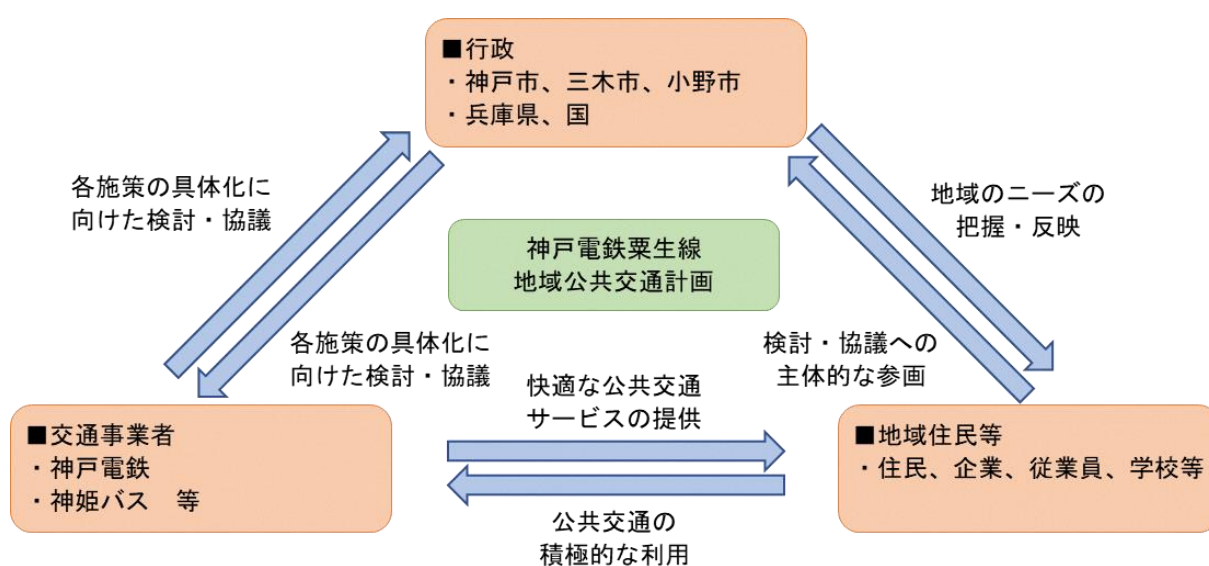 ■行政
・神戸市、三木市、小野市
・兵庫県、国
各施策の具体化に
向けた検討・協議
地域のニーズの
把握・反映
神戸電鉄粟生線
地域公共交通計画
各施策の具体化に
向けた検討・協議
検討・協議への
主体的な参画
快適な公共交通
サービスの提供
■交通事業者
・神戸電鉄
・神姫バス　等
■地域住民等
・住民、企業、従業員、学校等
公共交通の
積極的な利用